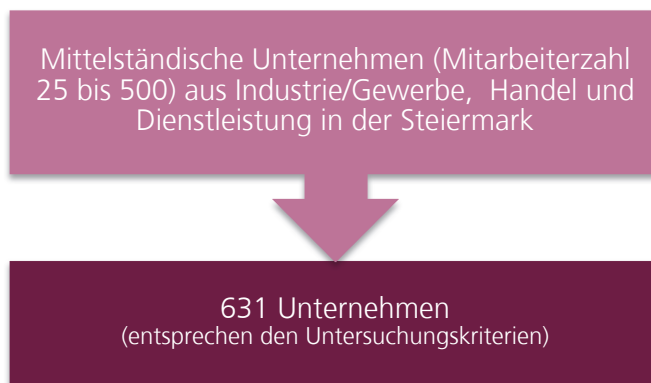 Mittelständische Unternehmen (Mitarbeiterzahl
25 bis 500) aus Industrie/Gewerbe,  Handel und
Dienstleistung in der Steiermark
631 Unternehmen
(entsprechen den Untersuchungskriterien)